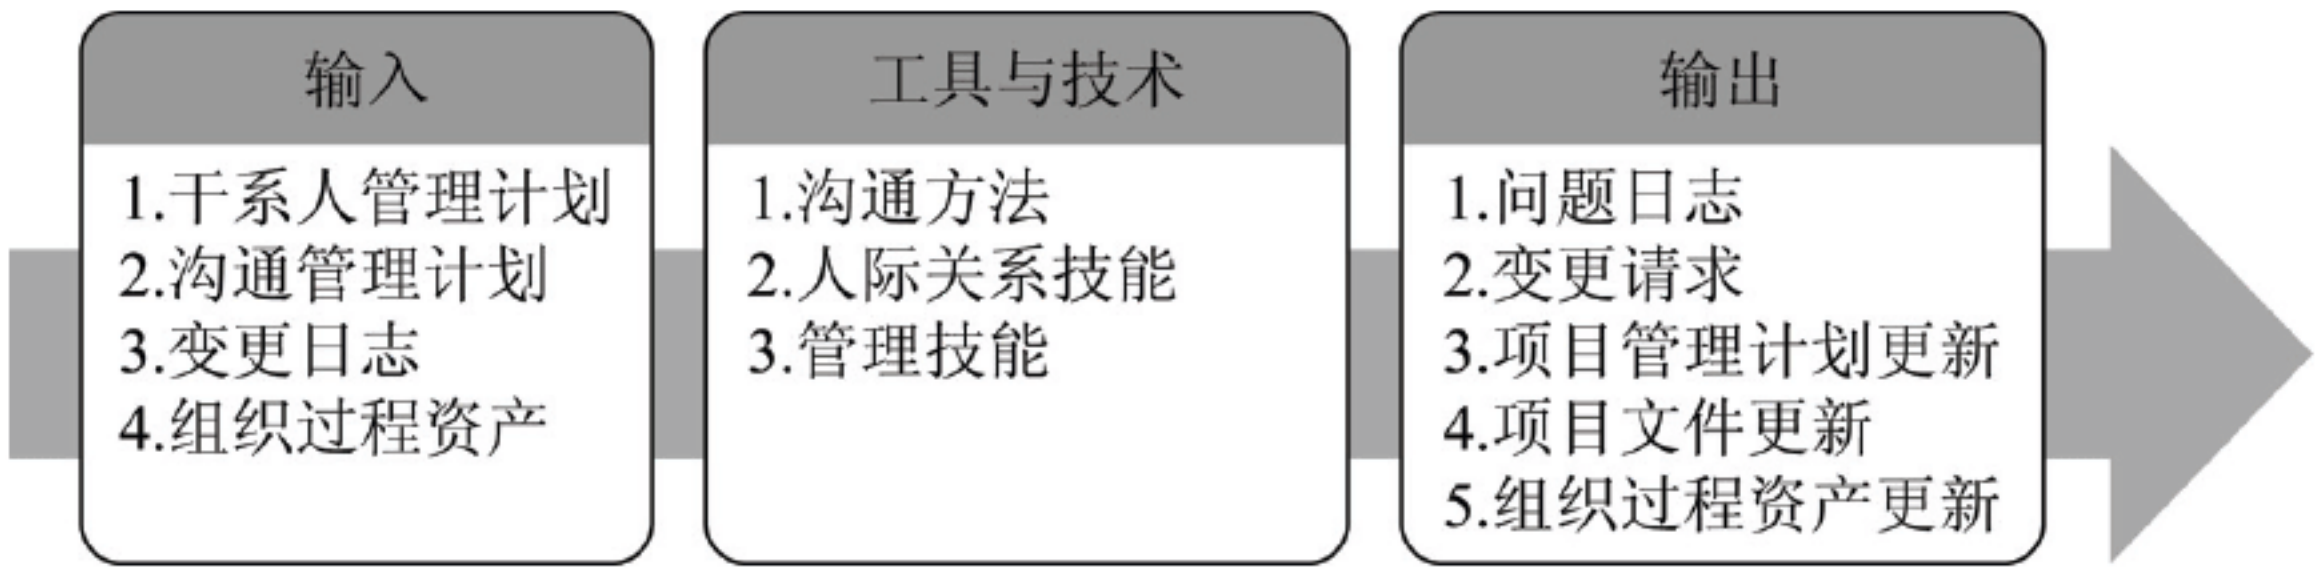 输入
1.干系人管理计划
2.沟通管理计划
3.变更日志
4.组织过程资产
工具与技术
1.沟通方法
2.人际关系技能
3.管理技能
输出
1.问题日志
2.变更请求
3.项目管理计划更新
4.项目文件更新
5.组织过程资产更新